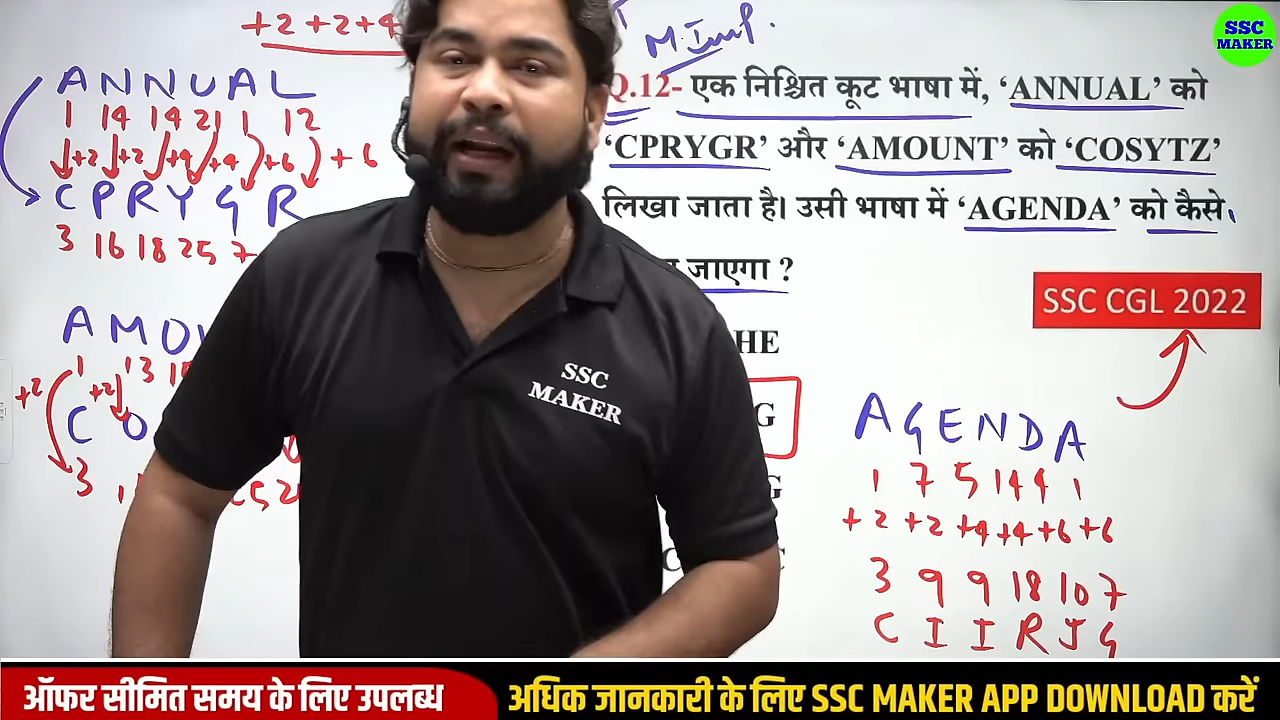 +2 +2 +4
M. Imp.
SSC
MAKER
ANNUAL
1 14 14 21 1 12
+2 +2 +4 +4 +6 +6
CPRYGR
3 16 18 25 7
Q.12- एक निश्चित कूट भाषा में, ‘ANNUAL’ को
‘CPRYGR’ और ‘AMOUNT’ को ‘COSYTZ’
लिखा जाता है। उसी भाषा में ‘AGENDA’ को कैसे
जाएगा ?
SSC CGL 2022
HE
G
G
C
AMOU
1 13 15
+2 +2
CO
3
25
SSC
MAKER
AGENDA
1 7 5 14 4 1
+2 +2 +4 +4 +6 +6
3 9 9 18 10 7
C I I R J G
ऑफर सीमित समय के लिए उपलब्ध
अधिक जानकारी के लिए SSC MAKER APP DOWNLOAD करें